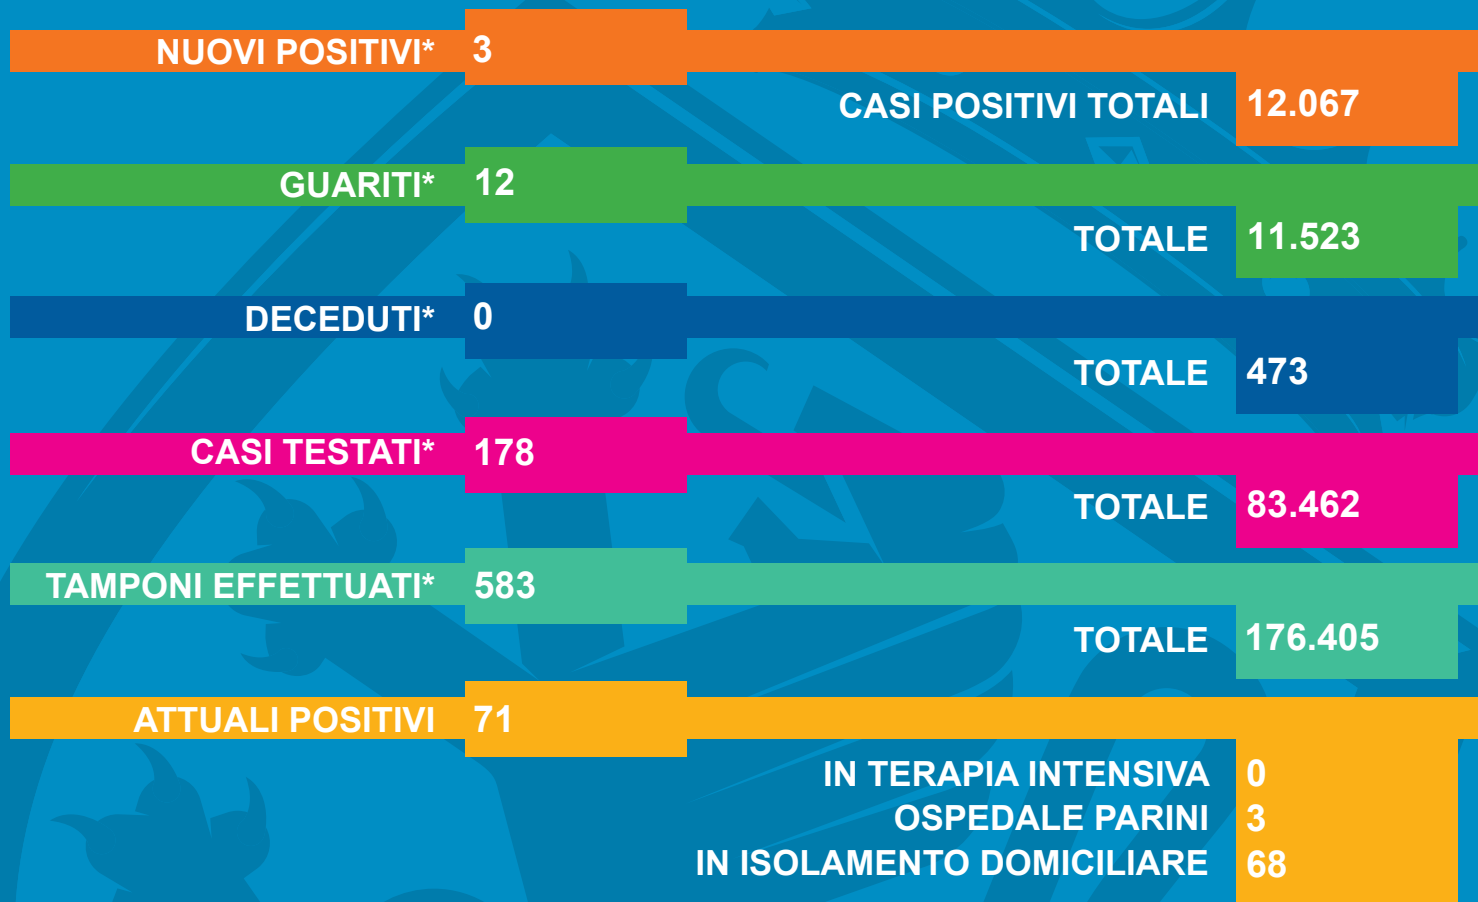 NUOVI POSITIVI* 3
CASI POSITIVI TOTALI 12.067
GUARITI* 12
TOTALE 11.523
DECEDUTI* 0
TOTALE 473
CASI TESTATI* 178
TOTALE 83.462
TAMPONI EFFETTUATI* 583
TOTALE 176.405
ATTUALI POSITIVI 71
IN TERAPIA INTENSIVA 0
OSPEDALE PARINI 3
IN ISOLAMENTO DOMICILIARE 68